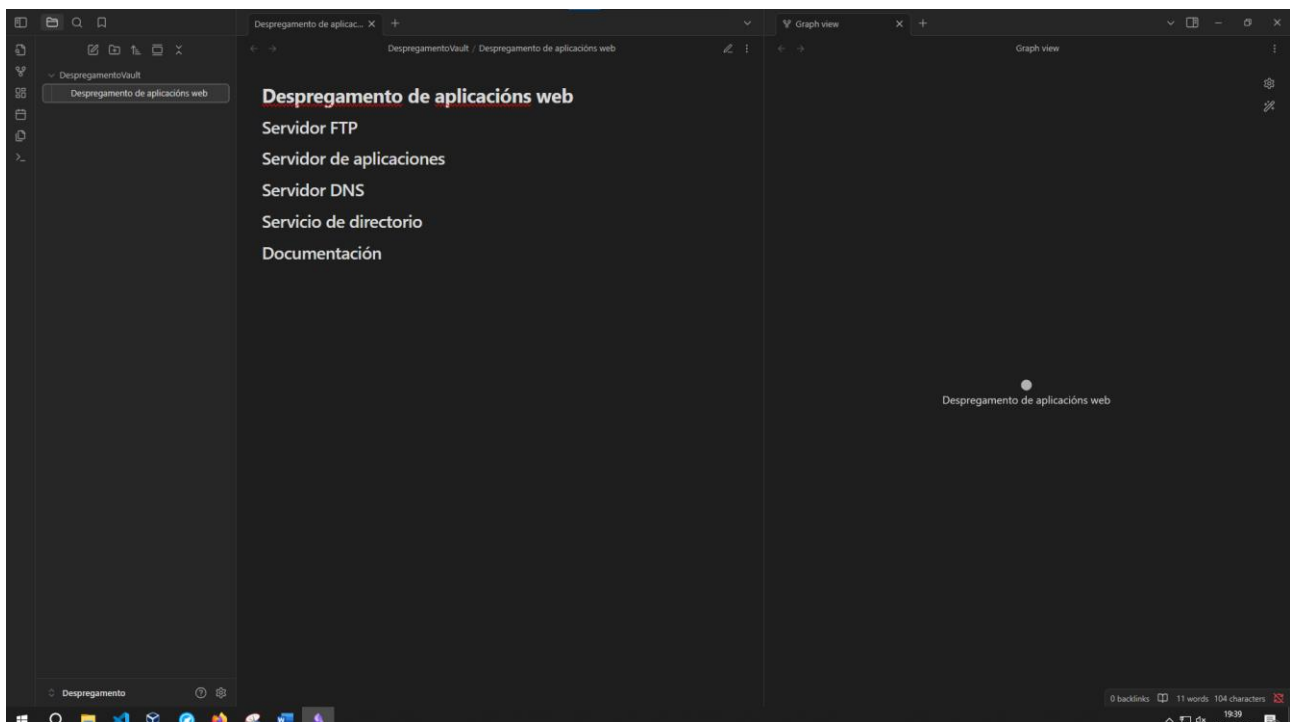 Despregamento de aplicac...
Graph view
DespregamentoVault / Despregamento de aplicacións web
Graph view
DespregamentoVault
Despregamento de aplicacións web
Despregamento de aplicacións web
Servidor FTP
Servidor de aplicaciones
Servidor DNS
Servicio de directorio
Documentación
Despregamento de aplicacións web
Despregamento
0 backlinks 11 words 104 characters
19:39